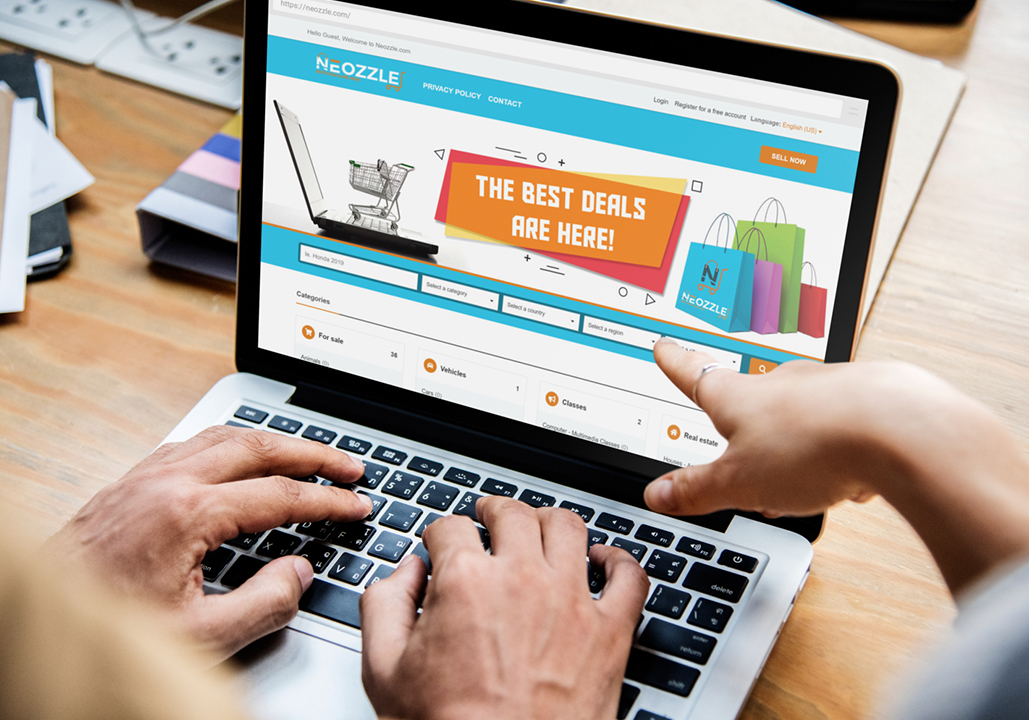 https://neozzle.com/
Hello Guest, Welcome to Neozzle.com
Login Register for a free account Language: English (US)
NEOZZLE
PRIVACY POLICY CONTACT
SELL NOW
THE BEST DEALS
ARE HERE!
N
NEOZZLE
ie. Honda 2019
Select a category
Select a country
Select a region
Categories
For sale 36
Animals (0)
Vehicles 1
Cars (0)
Classes 2
Computer - Multimedia Classes (0)
Real estate
esc
T
G
F
X
C
V
6
&
delete
enter
return
shift